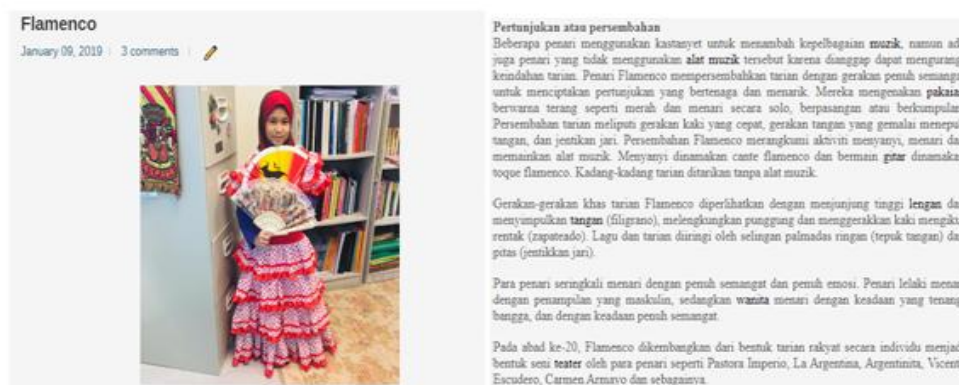 Flamenco
January 09, 2019
3 comments
Pertunjukan atau persembahan
Beberapa penari menggunakan kastanyet untuk menambah kepelbagaian muzik, namun ad
juga penari yang tidak menggunakan alat muzik tersebut karena dianggap dapat mengurang
keindahan tarian. Penari Flamenco mempersembahkan tarian dengan gerakan penuh semanga
untuk menciptakan pertunjukan yang bertenaga dan menarik. Mereka mengenakan pakaia
berwarna terang seperti merah dan menari secara solo, berpasangan atau berkumpulan
Persembahan tarian meliputi gerakan kaki yang cepat, gerakan tangan yang gemalai menepu
tangan, dan jentikan jari. Persembahan Flamenco merangkumi aktiviti menyanyi, menari da
memainkan alat muzik. Menyanyi dinamakan cante flamenco dan bermain gitar dinamaka
toque flamenco. Kadang-kadang tarian ditarikan tanpa alat muzik.
Gerakan-gerakan khas tarian Flamenco diperlihatkan dengan menjunjung tinggi lengan da
menyimpulkan tangan (filigrano), melengkungkan punggung dan menggerakkan kaki mengiku
rentak (zapateado). Lagu dan tarian diiringi oleh selingan palmadas ringan (tepuk tangan) da
pitas (jentikkan jari).
Para penari seringkali menari dengan penuh semangat dan penuh emosi. Penari lelaki menar
dengan penampilan yang maskulin, sedangkan wanita menari dengan keadaan yang tenang
bangga, dan dengan keadaan penuh semangat.
Pada abad ke-20, Flamenco dikembangkan dari bentuk tarian rakyat secara individu menjad
bentuk seni teater oleh para penari seperti Pastora Imperio, La Argentina, Argentinita, Vicent
Escudero, Carmen Armayo dan sebagainya.